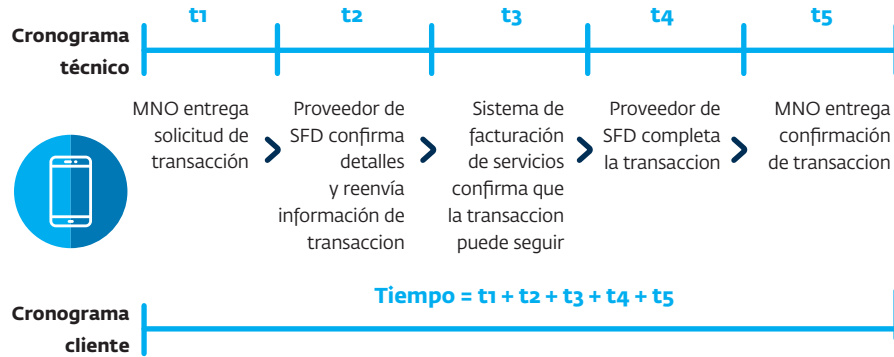 t1 t2 t3 t4 t5
Cronograma
técnico
MNO entrega
solicitud de
transacción
Proveedor de
SFD confirma
detalles
y reenvía
información de
transaccion
Sistema de
facturación
de servicios
confirma que
la transaccion
puede seguir
Proveedor de
SFD completa
la transaccion
MNO entrega
confirmación
de transaccion
Tiempo = t1 + t2 + t3 + t4 + t5
Cronograma
cliente